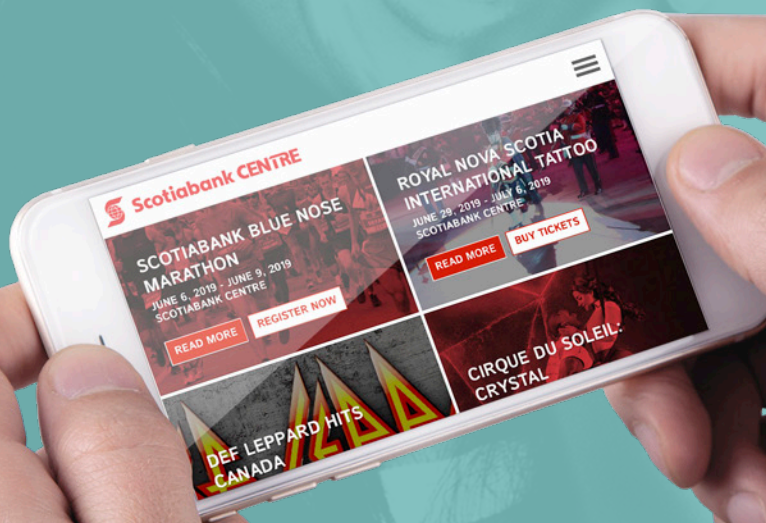 Scotiabank CENTRE
SCOTIABANK BLUE NOSE
MARATHON
JUNE 6, 2019 - JUNE 9, 2019
SCOTIABANK CENTRE
READ MORE
REGISTER NOW
ROYAL NOVA SCOTIA
INTERNATIONAL TATTOO
JUNE 29, 2019 - JULY 6, 2019
SCOTIABANK CENTRE
READ MORE
BUY TICKETS
DEF LEPPARD HITS
CANADA
CIRQUE DU SOLEIL:
CRYSTAL